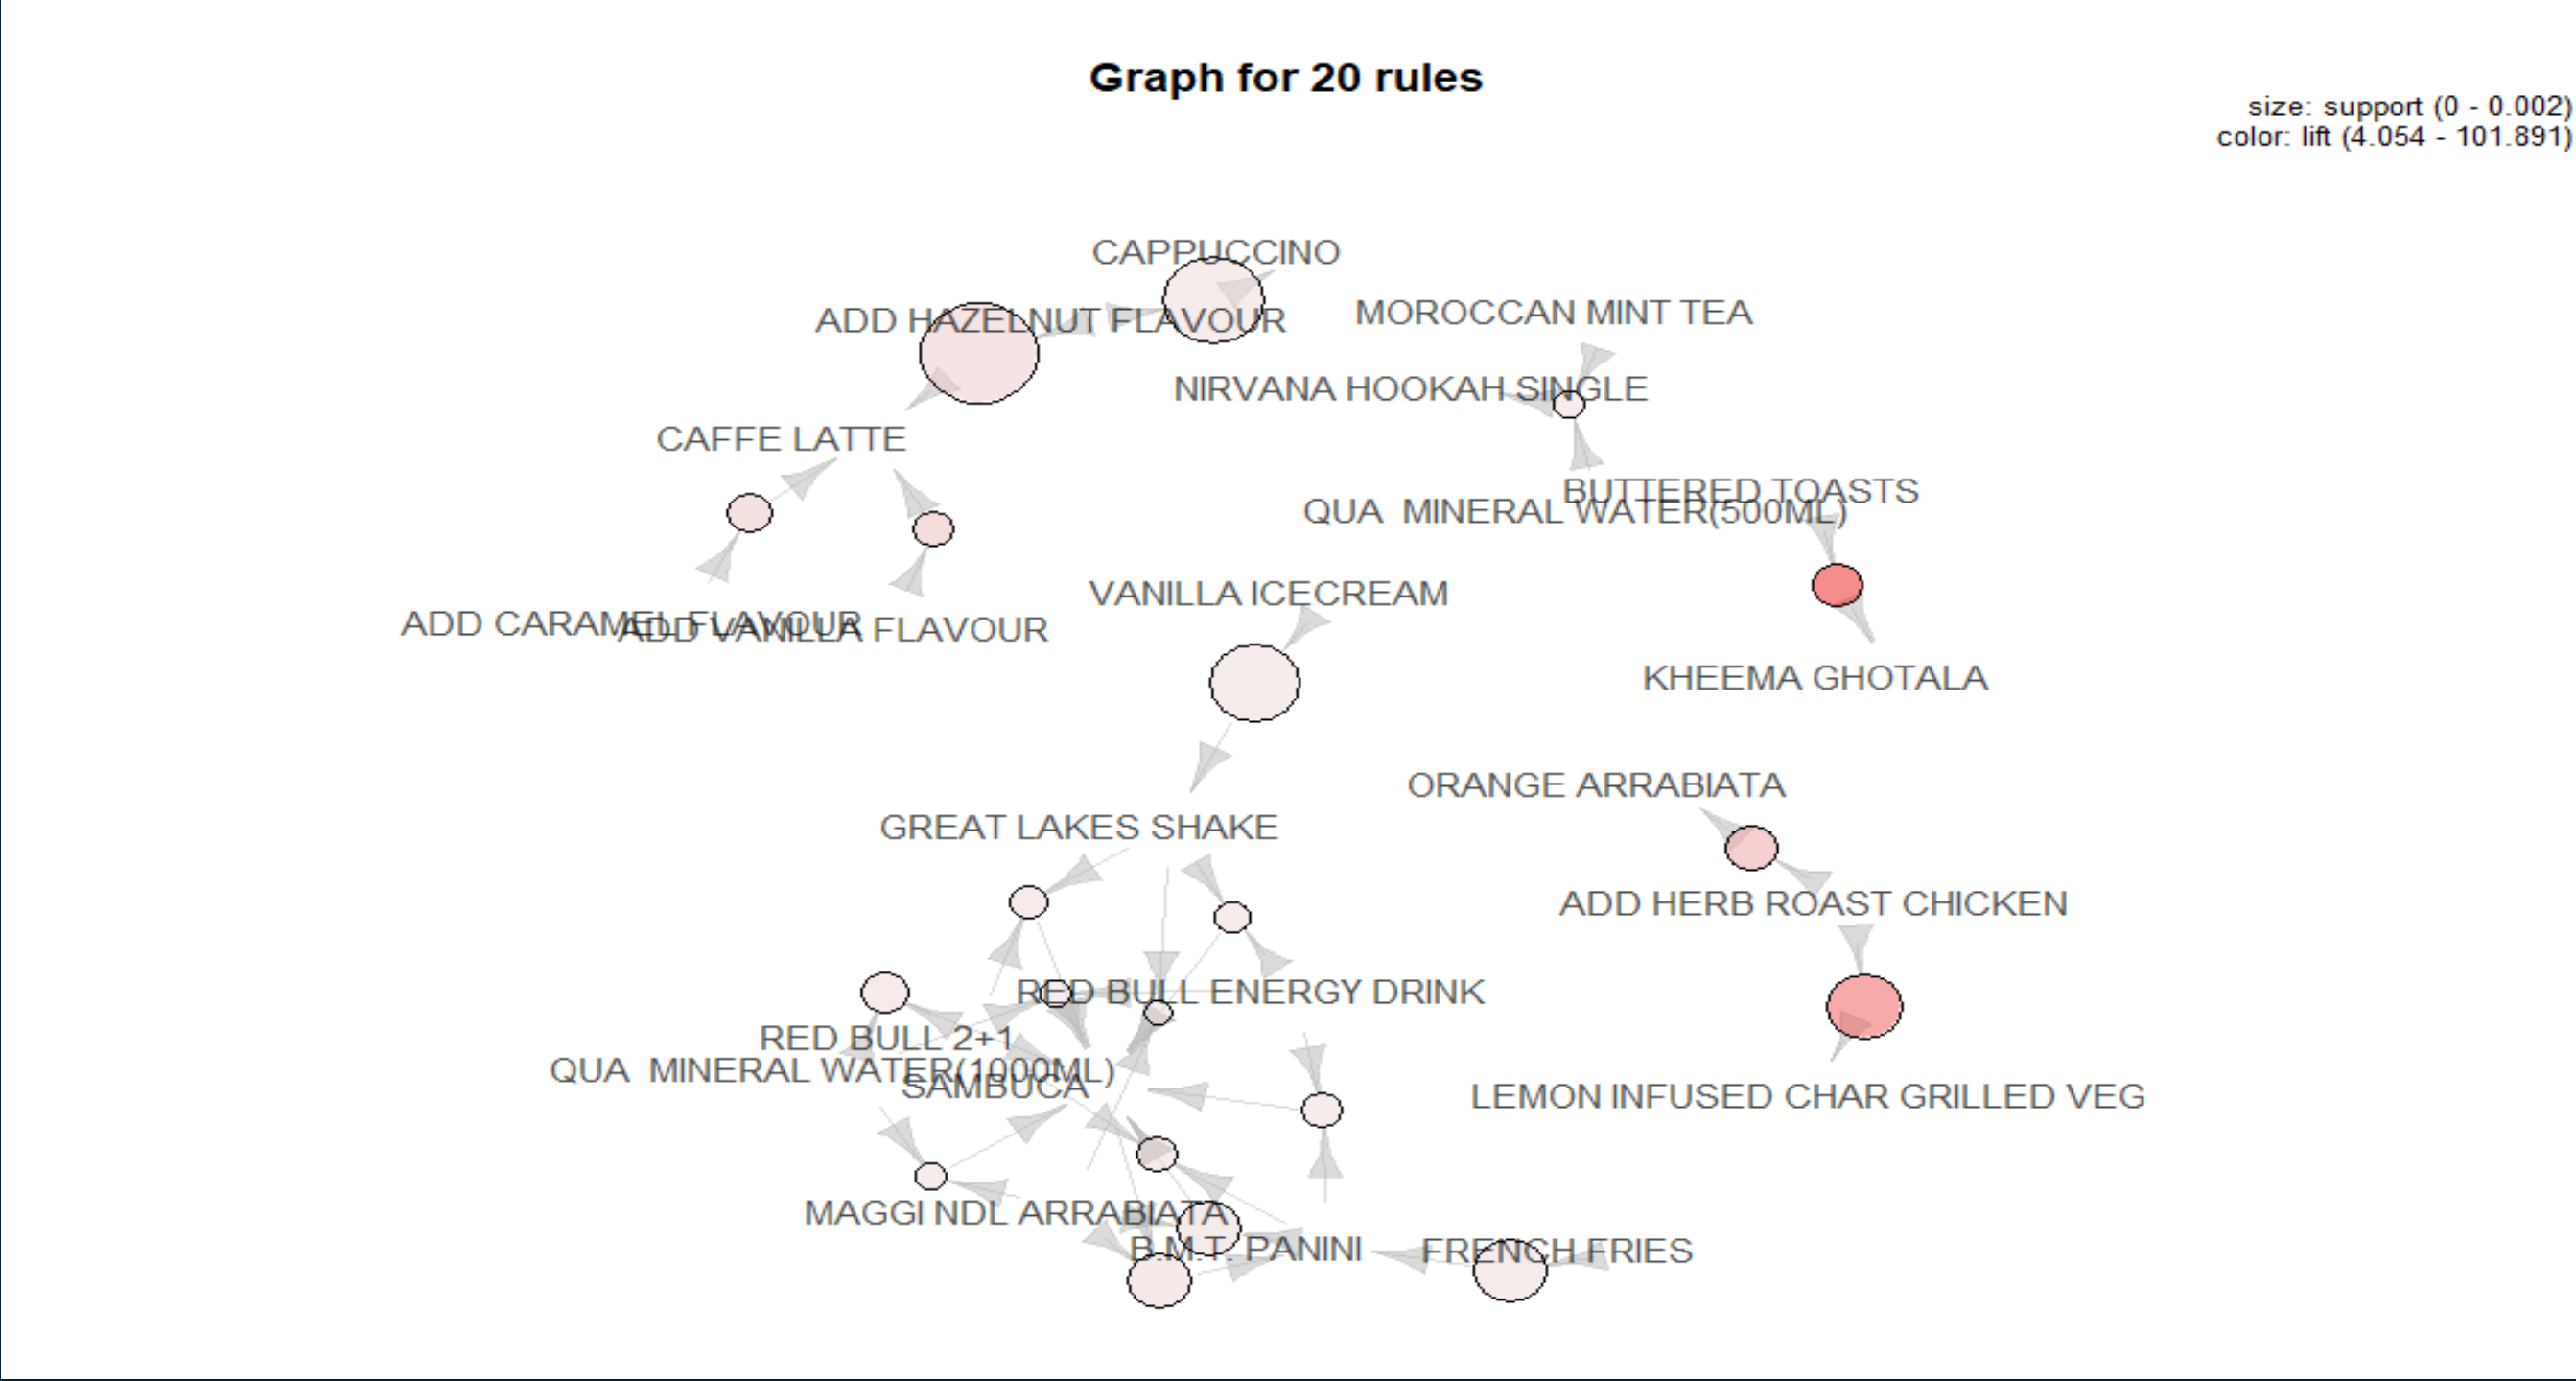 Graph for 20 rules
size: support (0 - 0.002)
color: lift (4.054 - 101.891)
CAPPUCCINO
ADD HAZELNUT FLAVOUR
MOROCCAN MINT TEA
NIRVANA HOOKAH SINGLE
CAFFE LATTE
BUTTERED TOASTS
QUA  MINERAL WATER(500ML)
VANILLA ICECREAM
ADD CARAMEL FLAVOUR
ADD VANILLA FLAVOUR
KHEEMA GHOTALA
ORANGE ARRABIATA
GREAT LAKES SHAKE
ADD HERB ROAST CHICKEN
RED BULL ENERGY DRINK
RED BULL 2+1
QUA  MINERAL WATER(1000ML)
SAMBUCA
LEMON INFUSED CHAR GRILLED VEG
MAGGI NDL ARRABIATA
B.M.T. PANINI
FRENCH FRIES